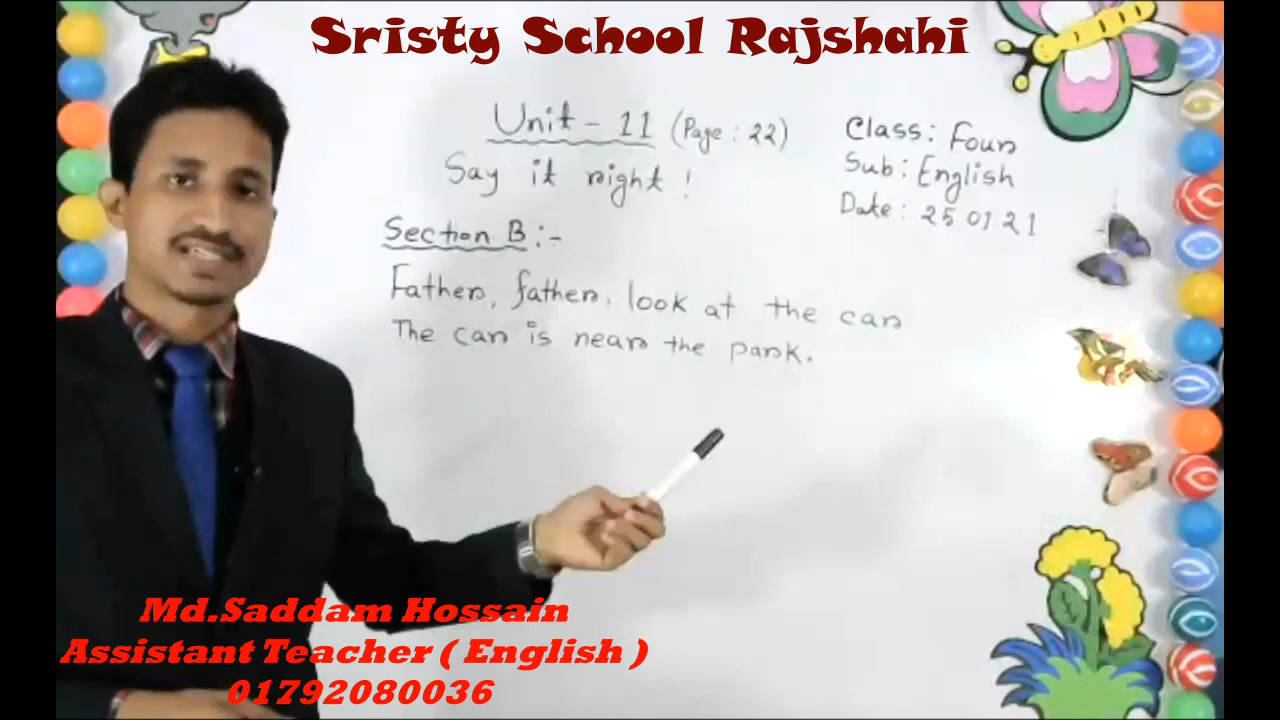 Sristy School Rajshahi
Unit - 11 (Page : 22)
Say it right !
Class : Four
Sub : English
Date : 25 01 21
Section B :-
Father, father, look at the car
The car is near the park.
Md.Saddam Hossain
Assistant Teacher ( English )
01792080036